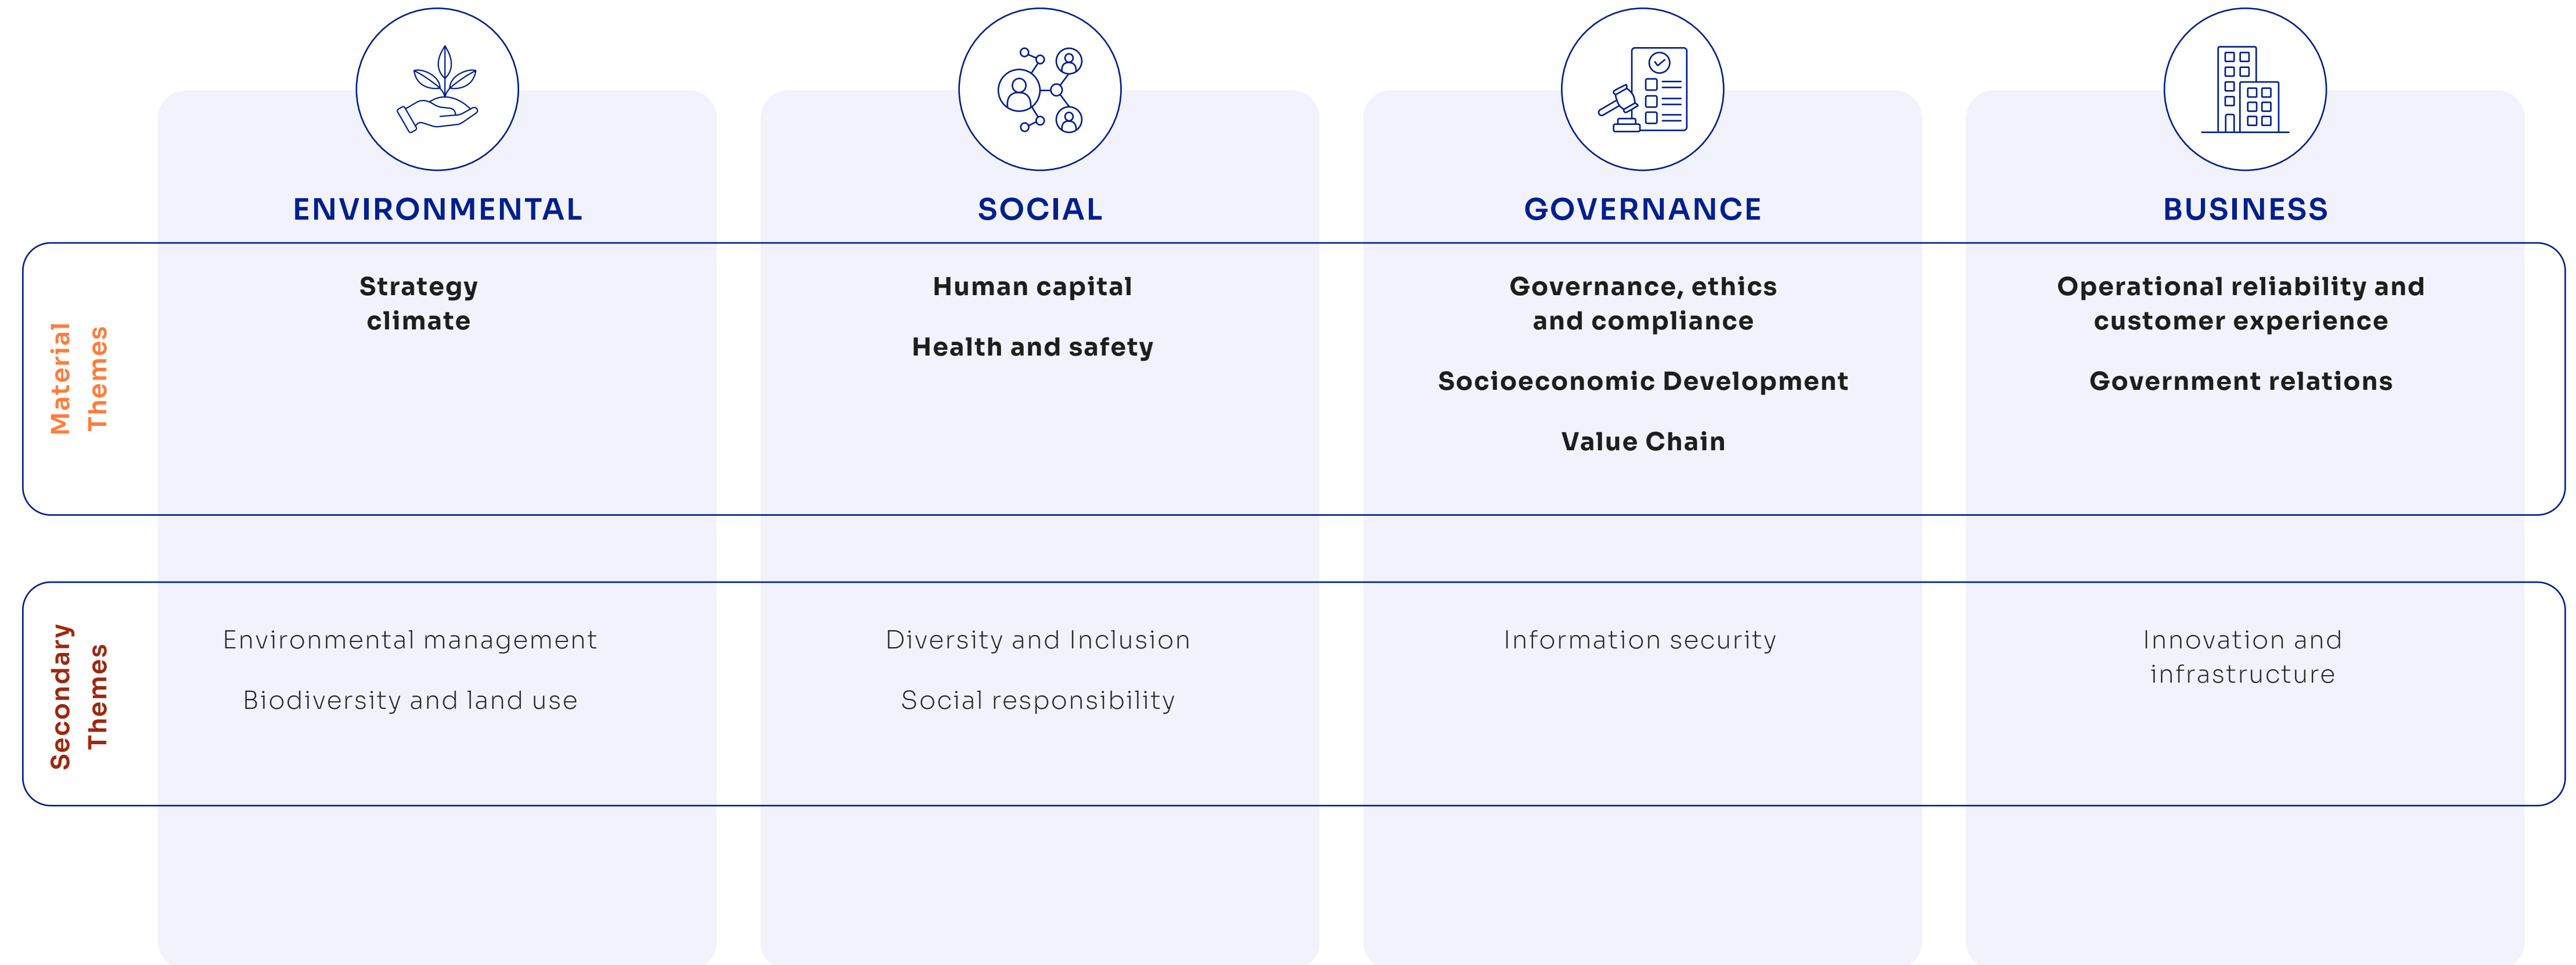 ENVIRONMENTAL
SOCIAL
GOVERNANCE
BUSINESS
Material
Themes
Strategy
climate
Human capital
Health and safety
Governance, ethics
and compliance
Socioeconomic Development
Value Chain
Operational reliability and
customer experience
Government relations
Secondary
Themes
Environmental management
Biodiversity and land use
Diversity and Inclusion
Social responsibility
Information security
Innovation and
infrastructure